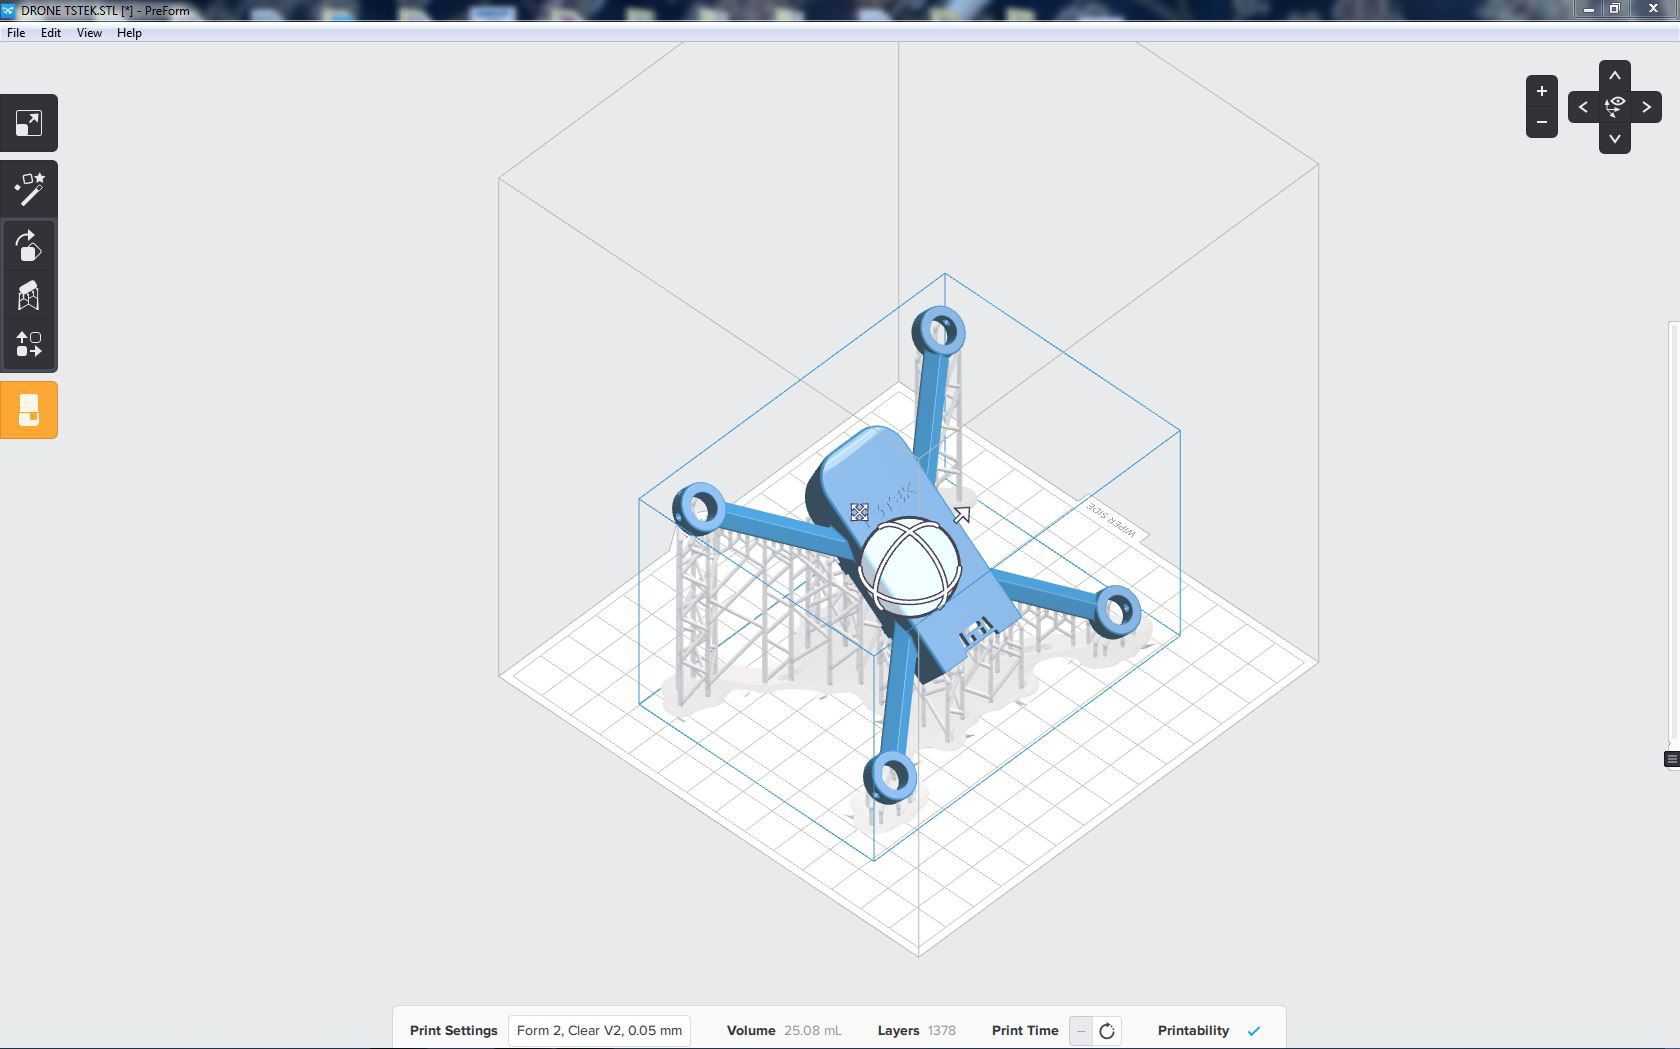 DRONE TSTEK.STL [*] - PreForm
File Edit View Help
WIPER SIDE
Print Settings Form 2, Clear V2, 0.05 mm Volume 25.08 mL Layers 1378 Print Time -- Printability